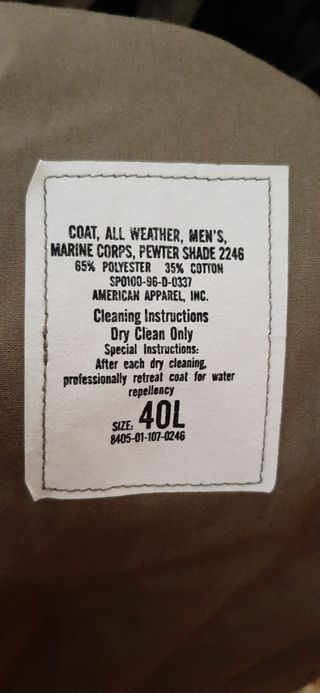 COAT, ALL WEATHER, MEN'S,
MARINE CORPS, PEWTER SHADE 2246
65% POLYESTER 35% COTTON
SPO100-96-D-0337
AMERICAN APPAREL, INC.
Cleaning Instructions
Dry Clean Only
Special Instructions:
After each dry cleaning,
professionally retreat coat for water
repellency
SIZE: 40L
8405-01-107-0246